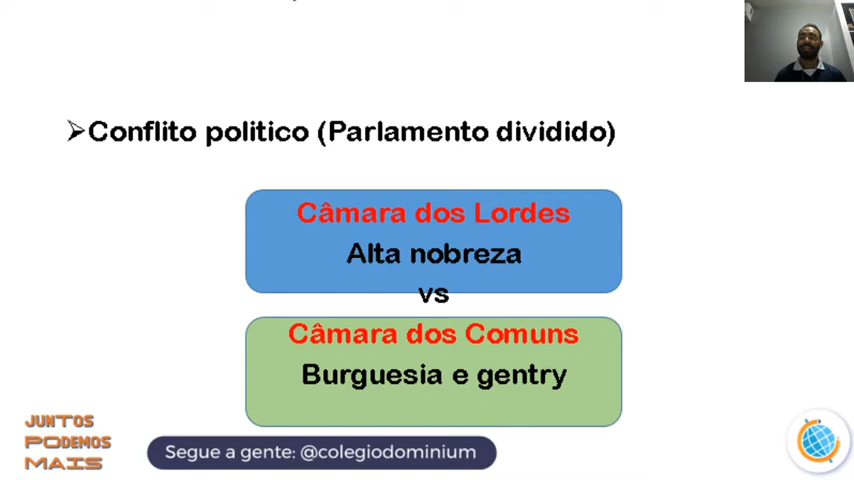 ➢Conflito politico (Parlamento dividido)
Câmara dos Lordes
Alta nobreza
vs
Câmara dos Comuns
Burguesia e gentry
JUNTOS
PODEMOS
MAIS
Segue a gente: @colegiodominium